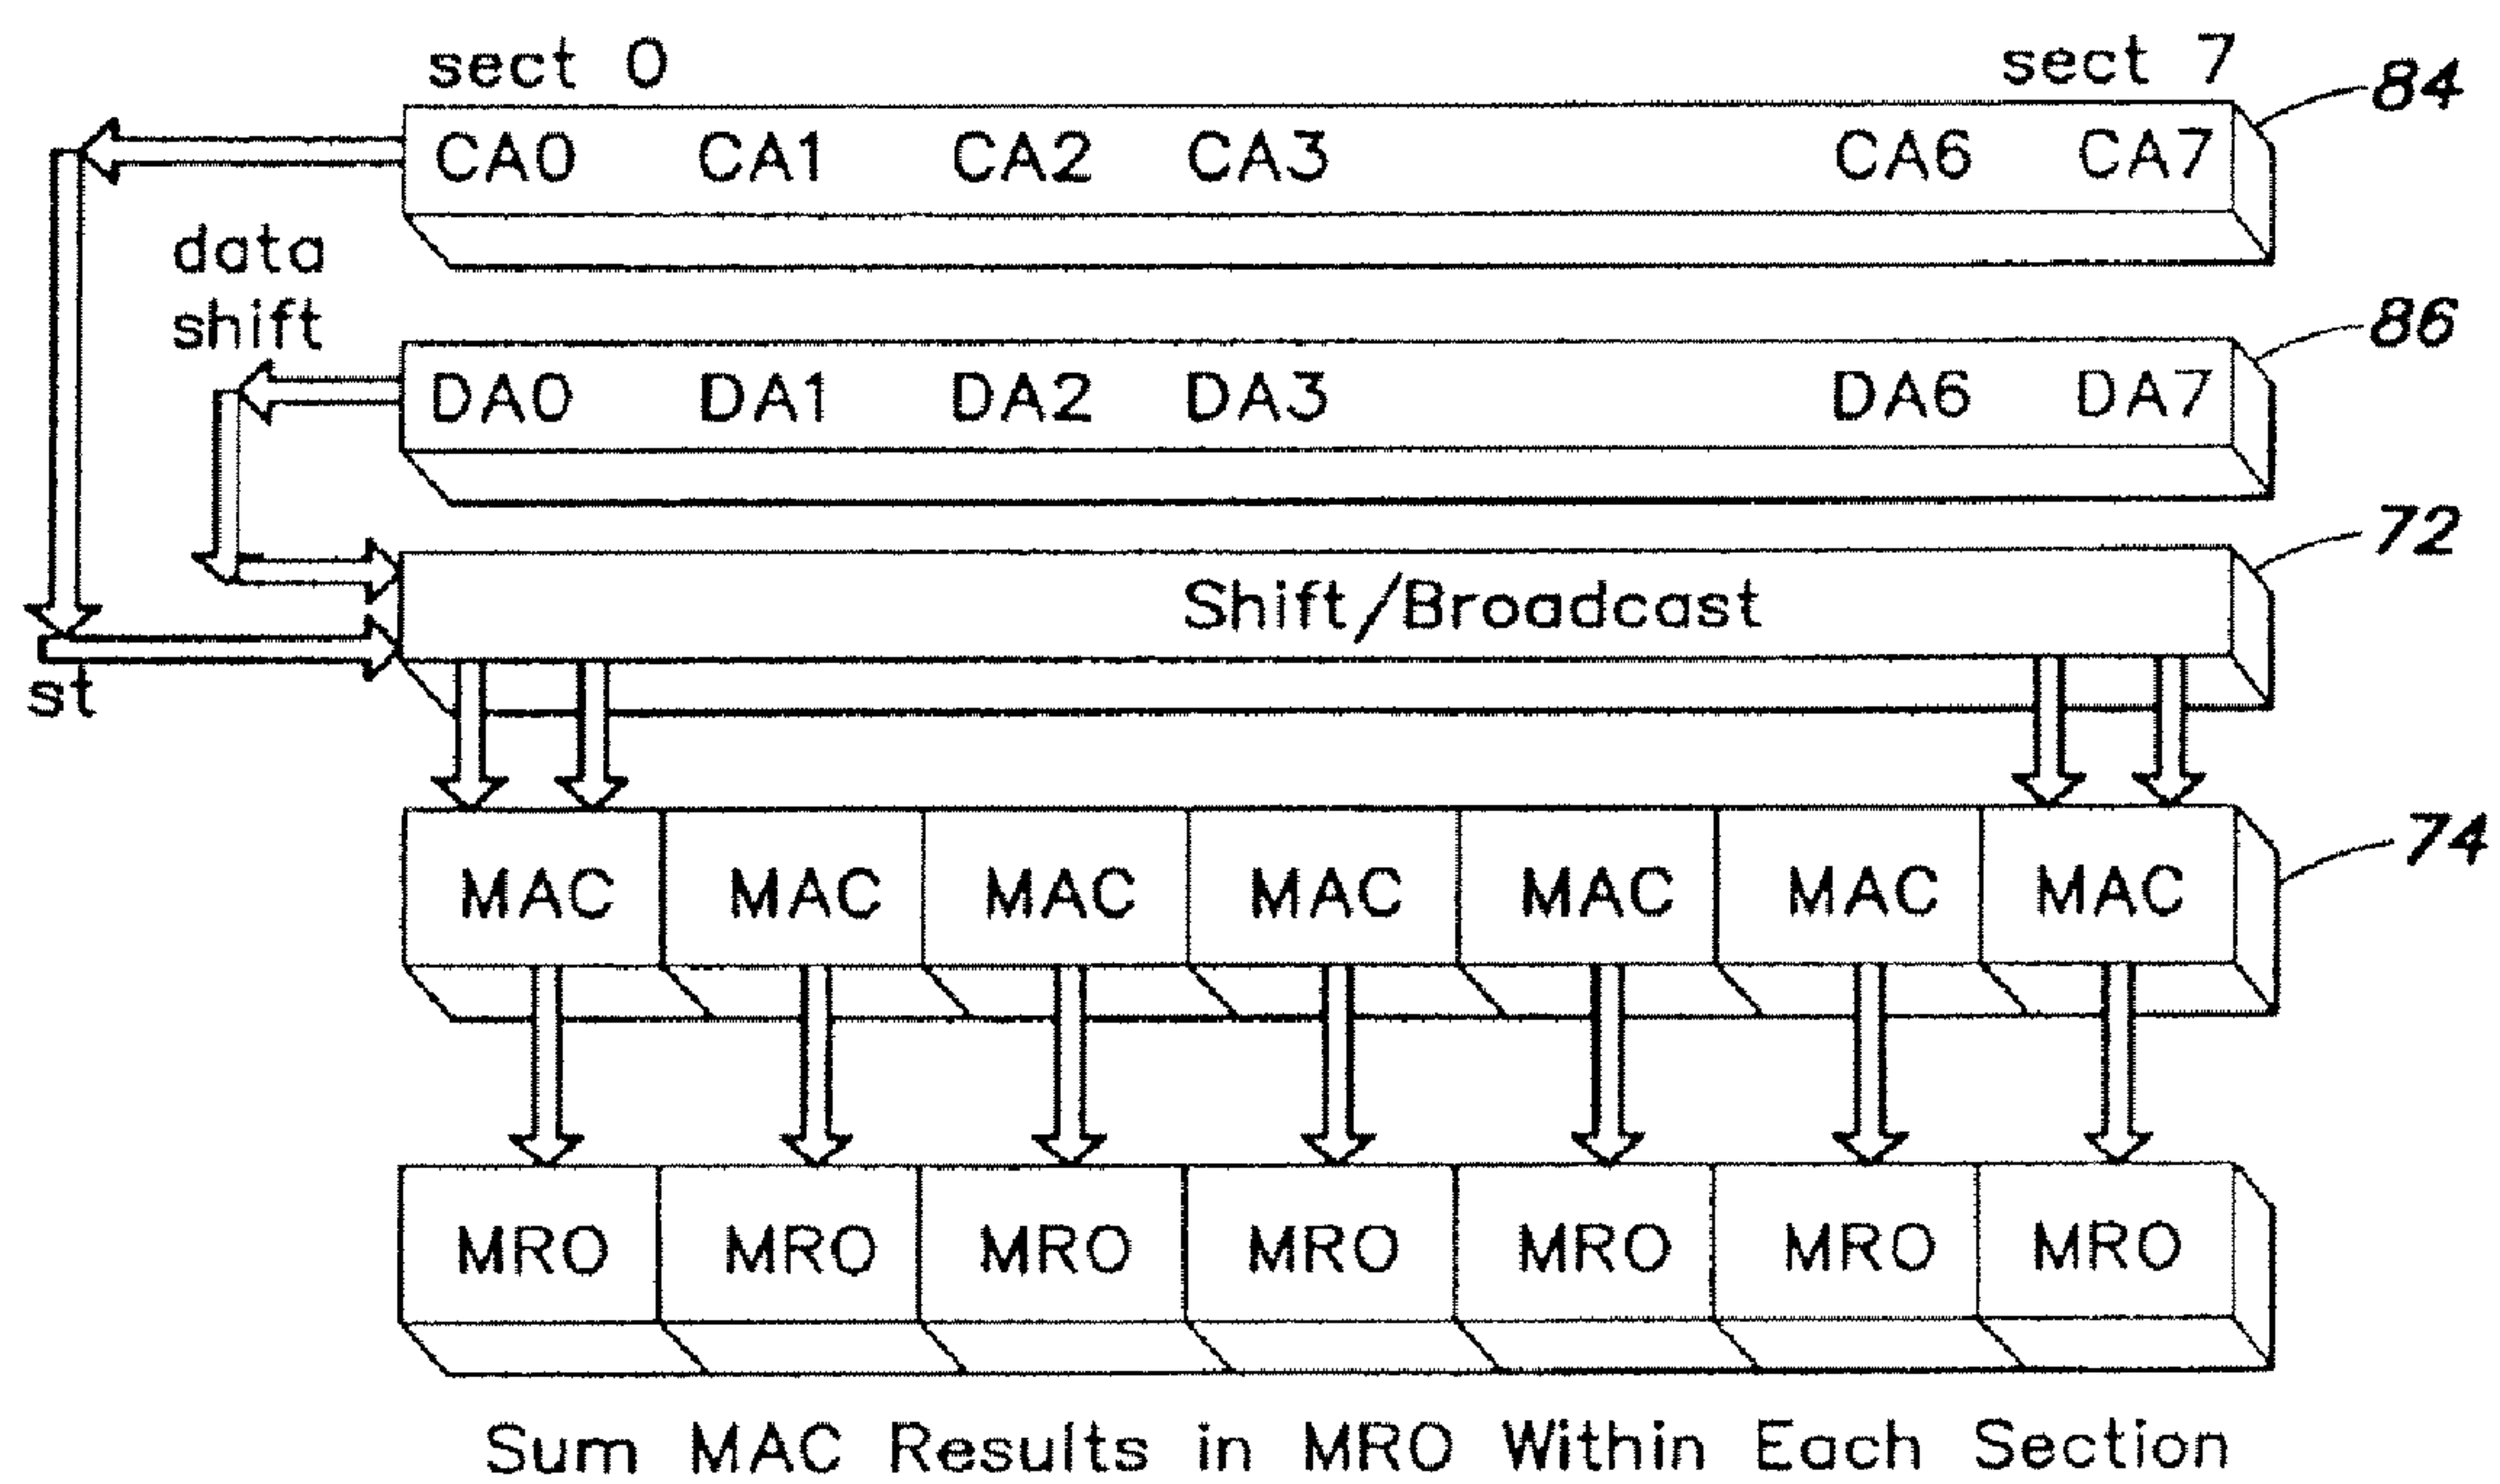 sect 0 sect 7
84
CA0 CA1 CA2 CA3 CA6 CA7
data
shift
86
DA0 DA1 DA2 DA3 DA6 DA7
72
Shift/Broadcast
st
74
MAC MAC MAC MAC MAC MAC MAC
MRO MRO MRO MRO MRO MRO MRO
Sum MAC Results in MRO Within Each Section